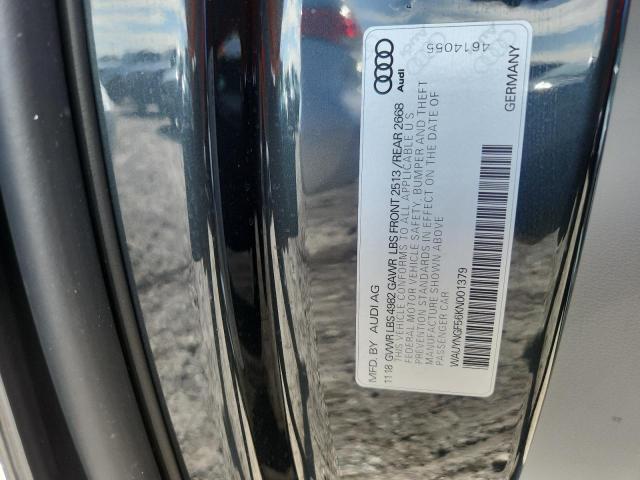 MFD. BY AUDI AG
Audi
4614055
11·18 GVWR LBS 4982 GAWR LBS FRONT 2513 /REAR 2668
THIS VEHICLE CONFORMS TO ALL APPLICABLE U S
FEDERAL MOTOR VEHICLE SAFETY, BUMPER AND THEFT
PREVENTION STANDARDS IN EFFECT ON THE DATE OF
MANUFACTURE SHOWN ABOVE
PASSENGER CAR
WAUYNGF56KN001379
GERMANY